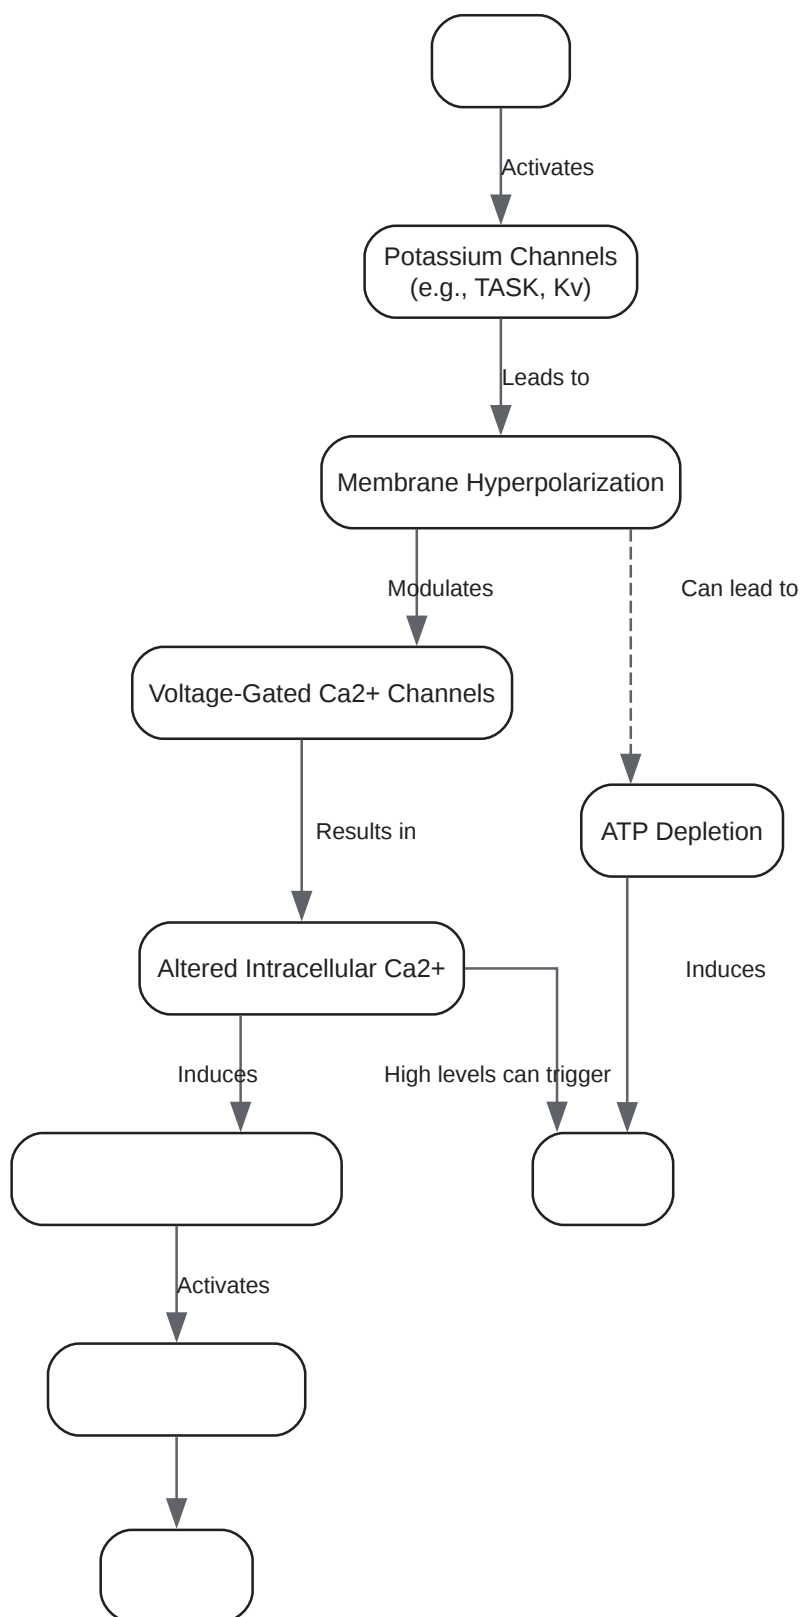 Activates
Potassium Channels
(e.g., TASK, Kv)
Leads to
Membrane Hyperpolarization
Modulates
Can lead to
Voltage-Gated Ca2+ Channels
Results in
ATP Depletion
Altered Intracellular Ca2+
Induces
Induces
High levels can trigger
Activates